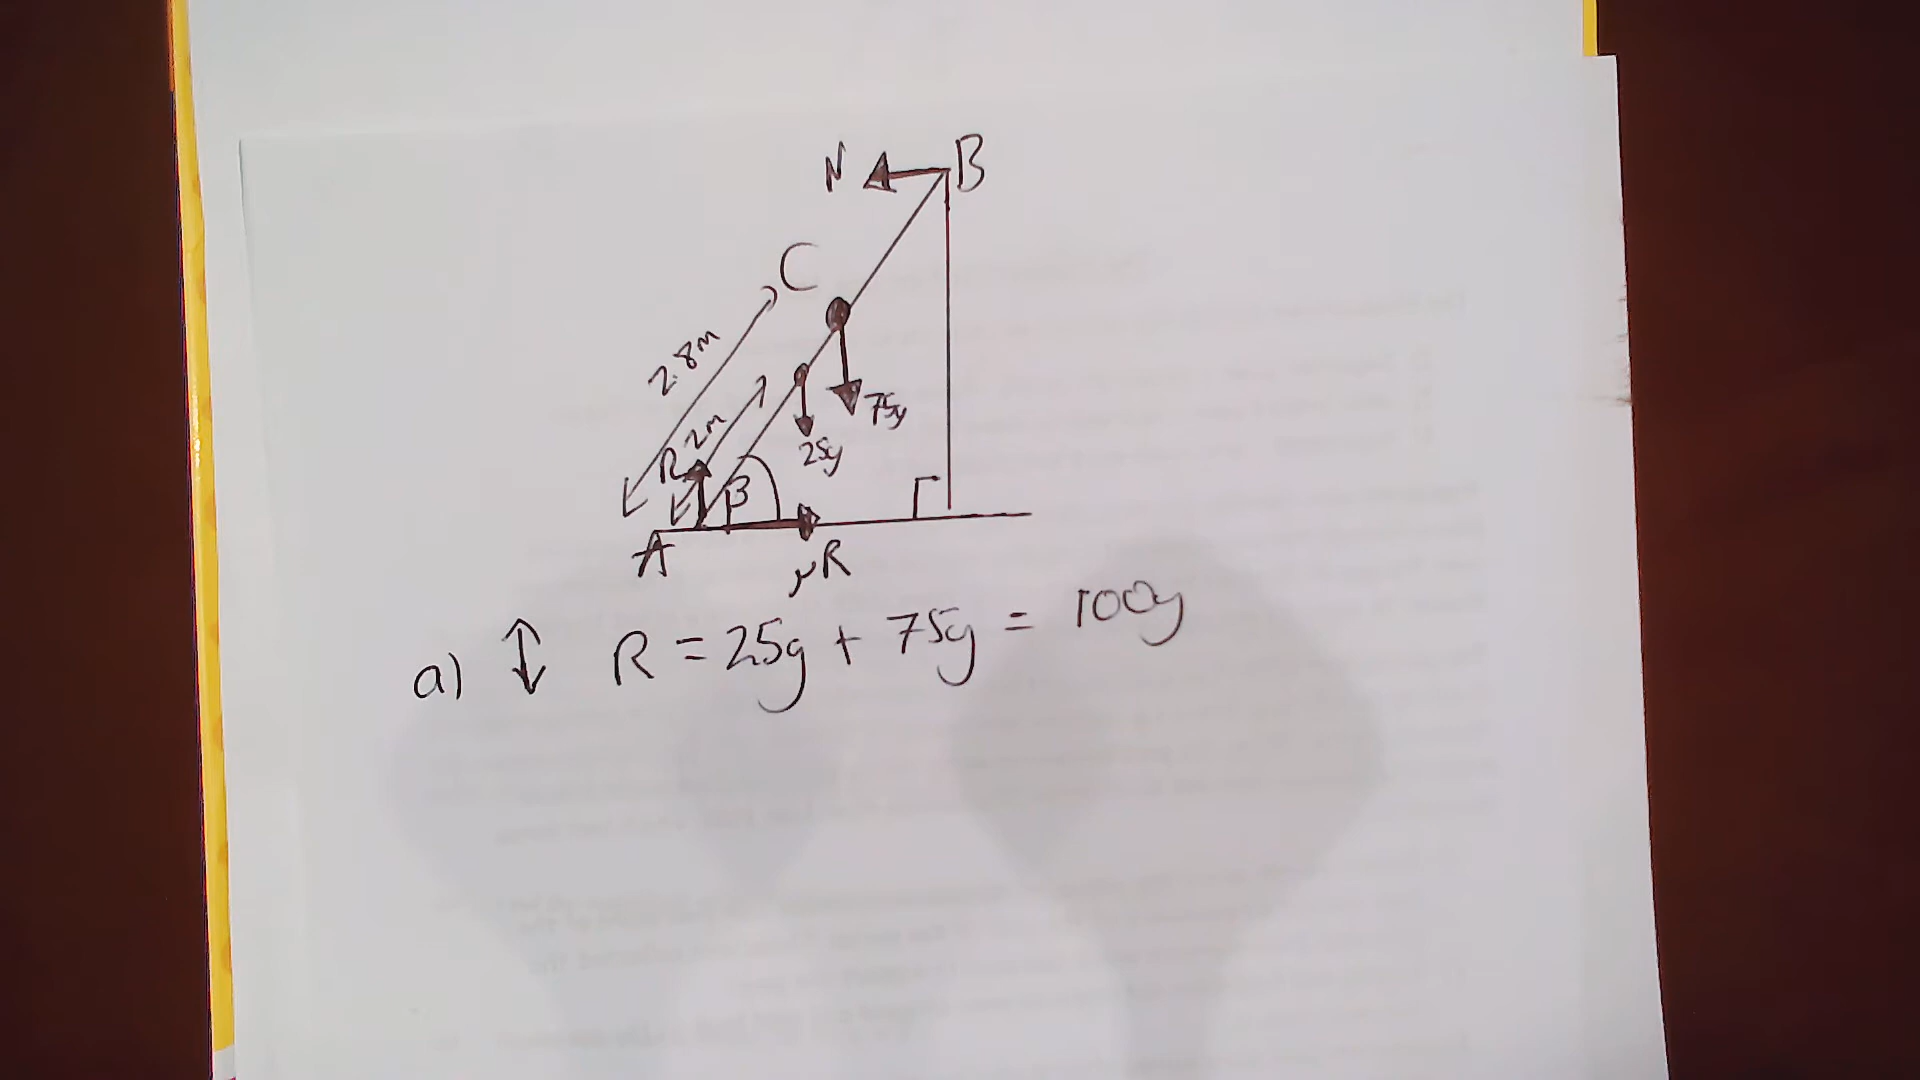 N B
C
2.8m
75g
2m
25g
R
β
A
μR
a) ↕ R = 25g + 75g = 100g